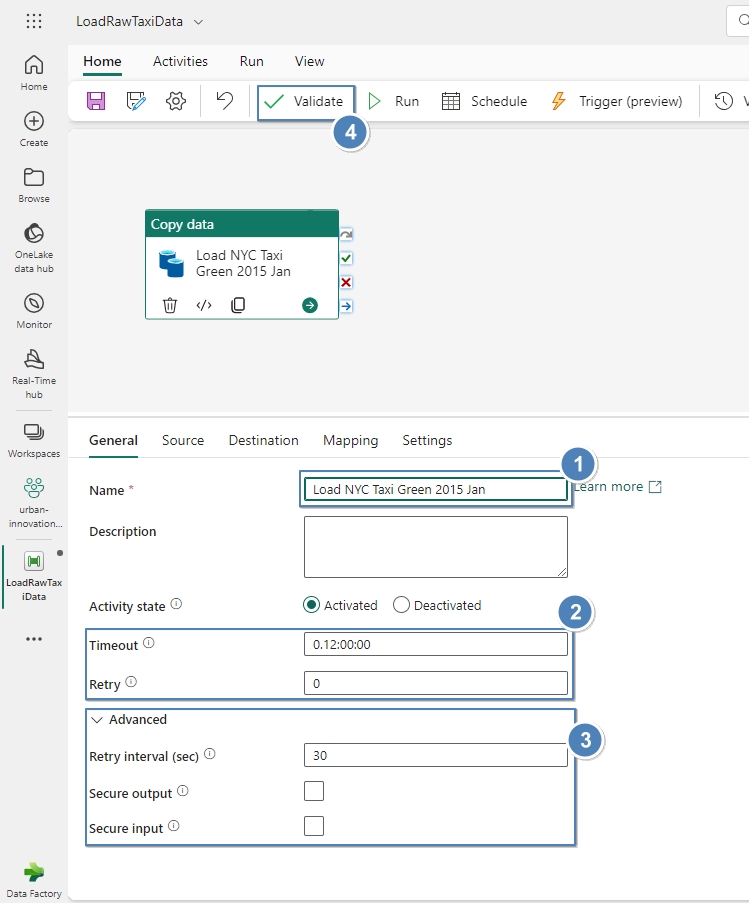 LoadRawTaxiData
Home
Activities
Run
View
Validate
Run
Schedule
Trigger (preview)
V
4
Home
Create
Browse
OneLake
data hub
Monitor
Real-Time
hub
Workspaces
urban-
innovation...
LoadRawTax
iData
Data Factory
Copy data
Load NYC Taxi
Green 2015 Jan
General
Source
Destination
Mapping
Settings
1
Name *
Load NYC Taxi Green 2015 Jan
Learn more
Description
Activity state
Activated
Deactivated
2
Timeout
0.12:00:00
Retry
0
Advanced
3
Retry interval (sec)
30
Secure output
Secure input